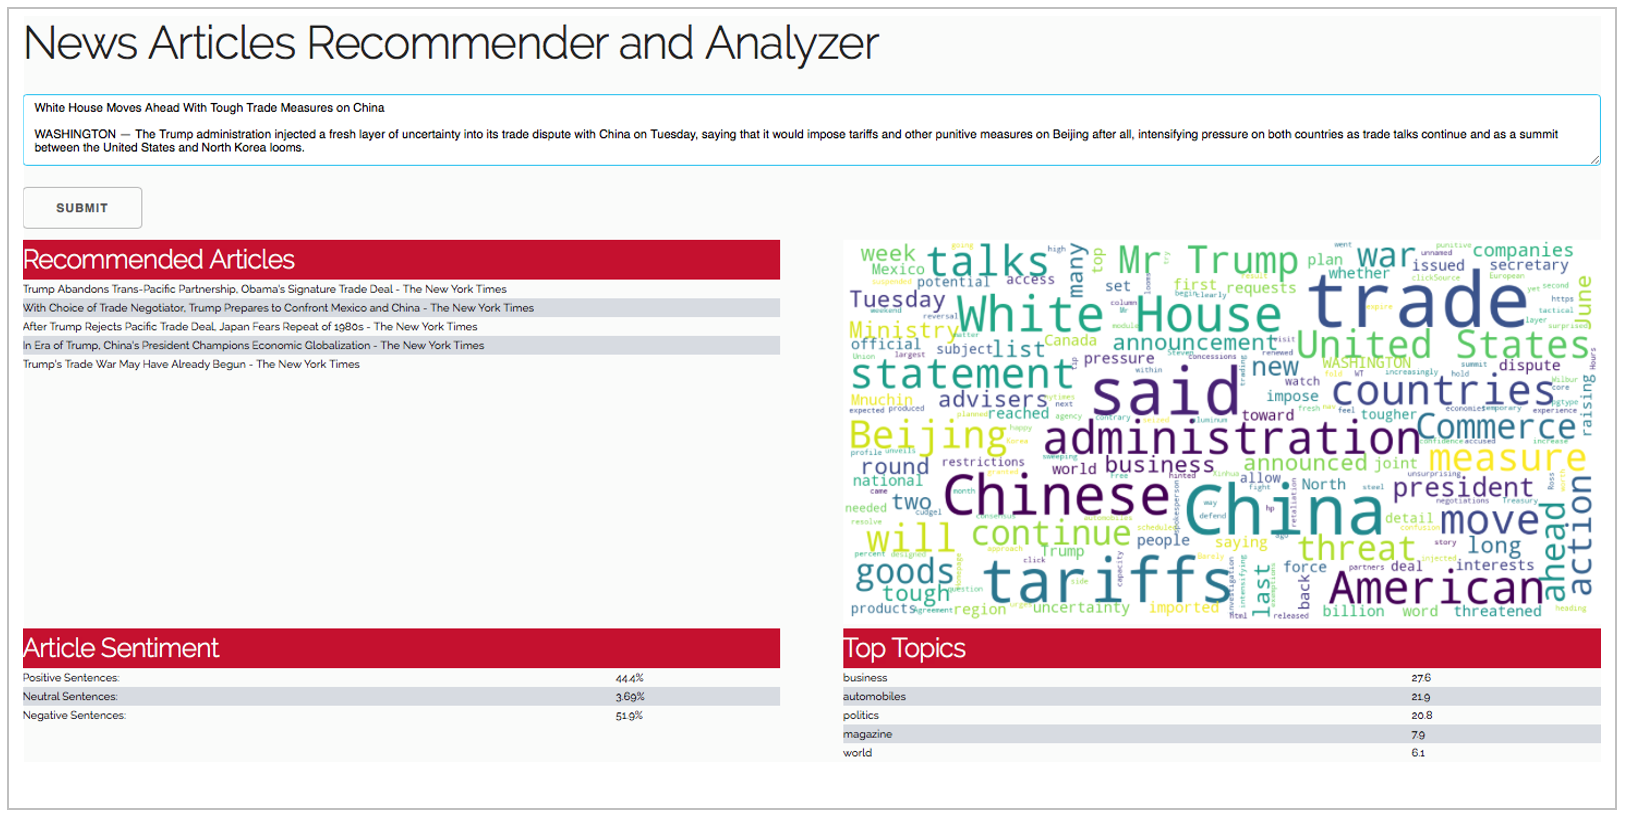 News Articles Recommender and Analyzer
White House Moves Ahead With Tough Trade Measures on China
WASHINGTON — The Trump administration injected a fresh layer of uncertainty into its trade dispute with China on Tuesday, saying that it would impose tariffs and other punitive measures on Beijing after all, intensifying pressure on both countries as trade talks continue and as a summit
between the United States and North Korea looms.
SUBMIT
Recommended Articles
Trump Abandons Trans-Pacific Partnership, Obama's Signature Trade Deal - The New York Times
With Choice of Trade Negotiator, Trump Prepares to Confront Mexico and China - The New York Times
After Trump Rejects Pacific Trade Deal, Japan Fears Repeat of 1980s - The New York Times
In Era of Trump, China's President Champions Economic Globalization - The New York Times
Trump's Trade War May Have Already Begun - The New York Times
week
talks
many
top
Mr Trump
plan
war
companies
Mexico
whether
issued
secretary
potential
access
set
first
requests
Tuesday
White House
trade
june
Ministry
official
subject
list
Canada
announcement
United States
statement
pressure
new
WASHINGTON
dispute
Mnuchin
advisers
reached
said
watch
impose
countries
toward
tougher
raising
Beijing
administration
Commerce
round
restrictions
world
business
announced
joint
measure
national
two
Chinese
China
allow
North
president
needed
will
continue
people
saying
detail
move
Trump
threat
long
ahead
action
goods
tough
tariffs
last
force
back
deal
interests
American
products
region
uncertainty
imported
billion
word
threatened
Article Sentiment
Positive Sentences: 44.4%
Neutral Sentences: 3.69%
Negative Sentences: 51.9%
Top Topics
business 27.6
automobiles 21.9
politics 20.8
magazine 7.9
world 6.1